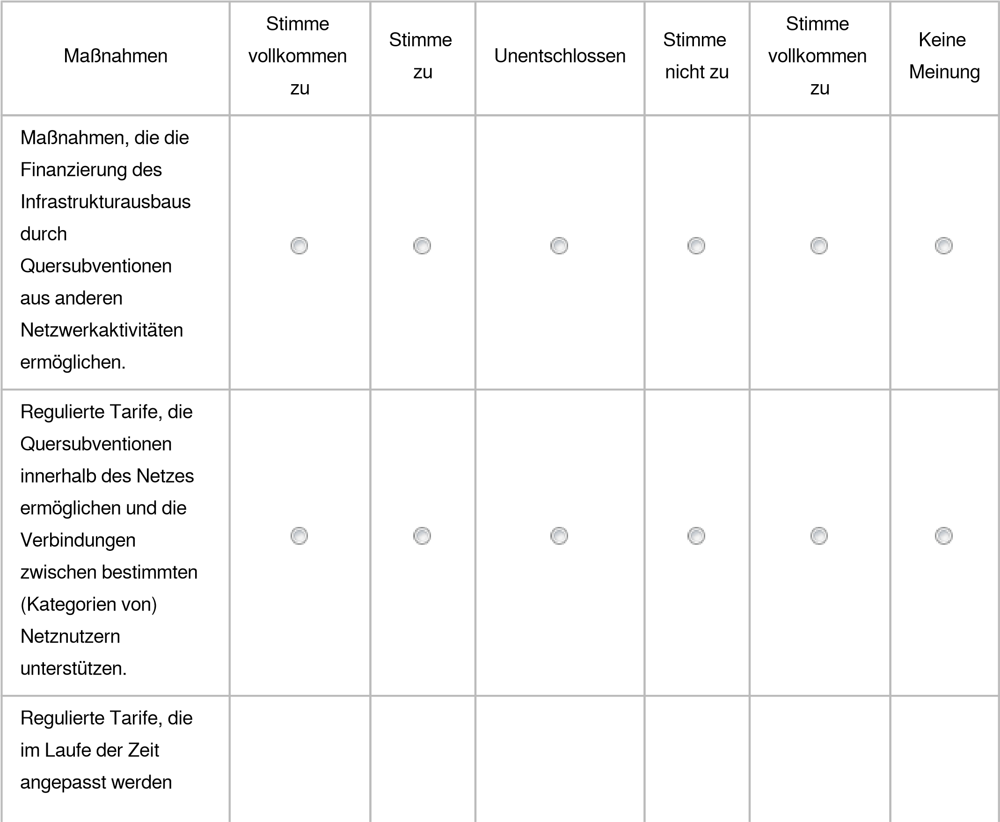 Maßnahmen
Stimme
vollkommen
zu
Stimme
zu
Unentschlossen
Stimme
nicht zu
Stimme
vollkommen
zu
Keine
Meinung
Maßnahmen, die die
Finanzierung des
Infrastrukturausbaus
durch
Quersubventionen
aus anderen
Netzwerkaktivitäten
ermöglichen.
Regulierte Tarife, die
Quersubventionen
innerhalb des Netzes
ermöglichen und die
Verbindungen
zwischen bestimmten
(Kategorien von)
Netznutzern
unterstützen.
Regulierte Tarife, die
im Laufe der Zeit
angepasst werden